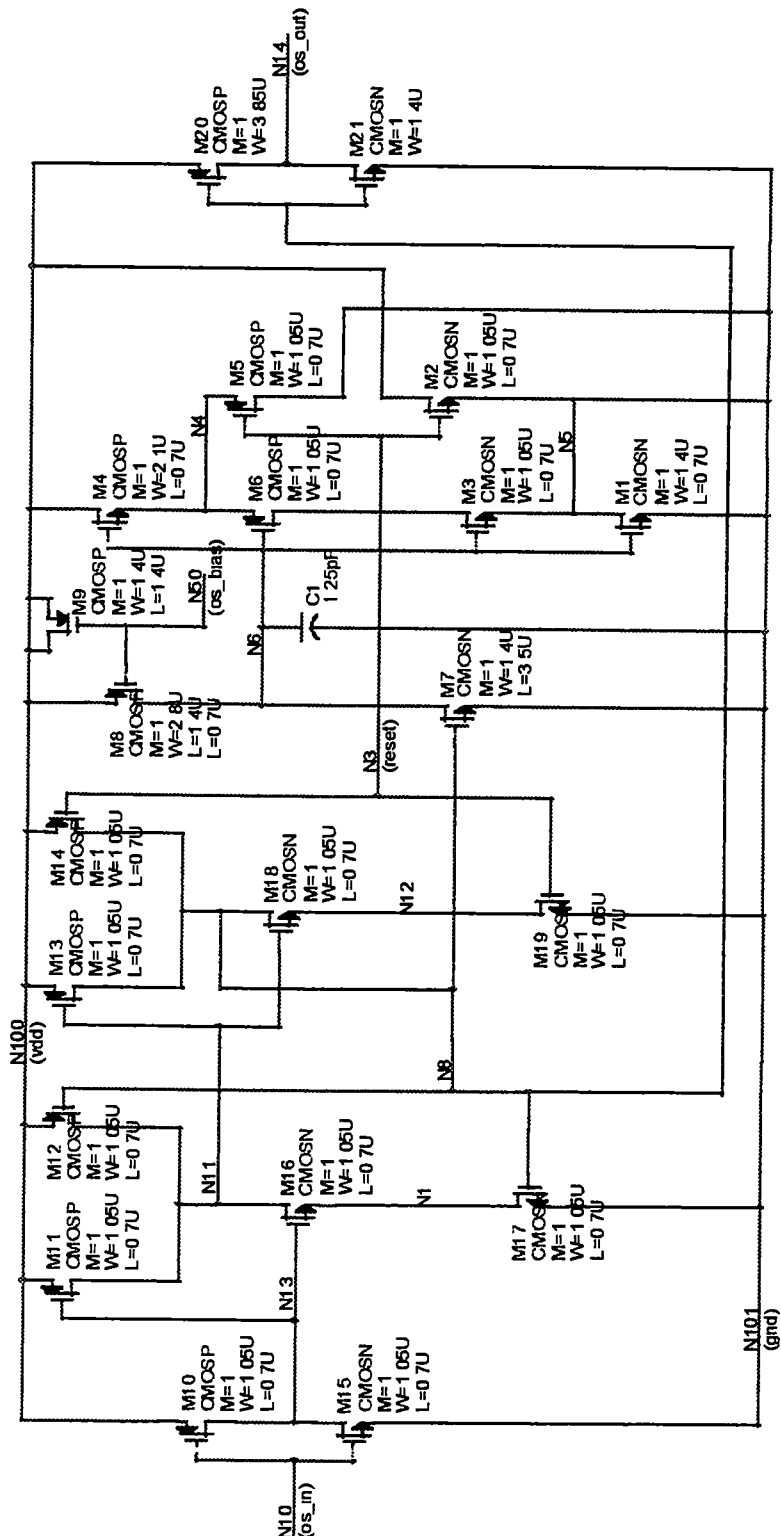 N10
(os_in)
M10
CMOSP
M=1
W=1 05U
L=0 7U
M15
CMOSN
M=1
W=1 05U
L=0 7U
N13
M11
CMOSP
M=1
W=1 05U
L=0 7U
M12
CMOSP
M=1
W=1 05U
L=0 7U
N11
M16
CMOSN
M=1
W=1 05U
L=0 7U
N1
M17
CMOSN
M=1
W=1 05U
L=0 7U
N100
(vdd)
N101
(gnd)
N8
M13
CMOSP
M=1
W=1 05U
L=0 7U
M14
CMOSP
M=1
W=1 05U
L=0 7U
M18
CMOSN
M=1
W=1 05U
L=0 7U
N12
M19
CMOSN
M=1
W=1 05U
L=0 7U
N3
(reset)
M8
CMOSP
M=1
W=2 8U
L=1 4U
L=0 7U
M9
CMOSP
M=1
W=1 4U
L=1 4U
N50
(os_bias)
N6
C1
1 25pF
M7
CMOSN
M=1
W=1 4U
L=3 5U
M4
CMOSP
M=1
W=2 1U
L=0 7U
N4
M6
CMOSP
M=1
W=1 05U
L=0 7U
M5
CMOSP
M=1
W=1 05U
L=0 7U
M3
CMOSN
M=1
W=1 05U
L=0 7U
M2
CMOSN
M=1
W=1 05U
L=0 7U
N5
M1
CMOSN
M=1
W=1 4U
L=0 7U
M20
CMOSP
M=1
W=3 85U
M21
CMOSN
M=1
W=1 4U
N14
(os_out)